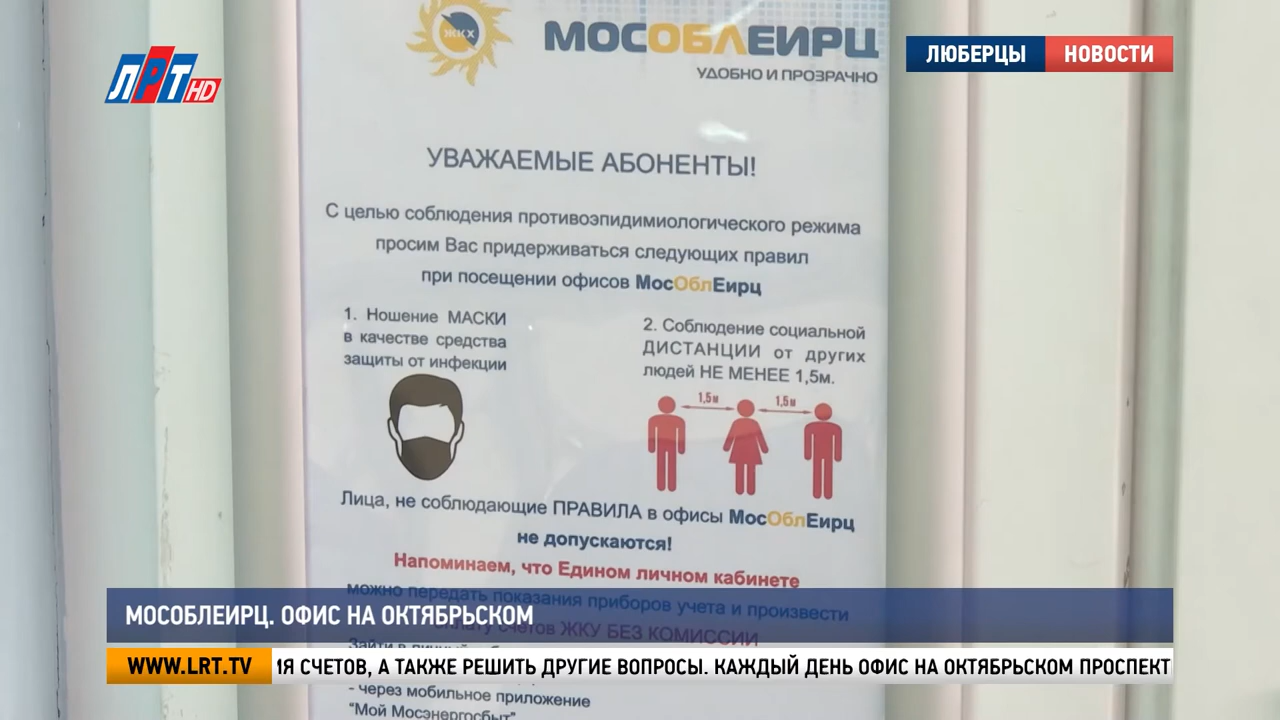 ЖКХ
МОСОБЛЕИРЦ
УДОБНО И ПРОЗРАЧНО
ЛРТ HD
ЛЮБЕРЦЫ НОВОСТИ
УВАЖАЕМЫЕ АБОНЕНТЫ!
С целью соблюдения противоэпидимиологического режима
просим Вас придерживаться следующих правил
при посещении офисов МосОблЕирц
1. Ношение МАСКИ
в качестве средства
защиты от инфекции
2. Соблюдение социальной
ДИСТАНЦИИ от других
людей НЕ МЕНЕЕ 1,5м.
1,5м 1,5м
Лица, не соблюдающие ПРАВИЛА в офисы МосОблЕирц
не допускаются!
Напоминаем, что Едином личном кабинете
можно передать показания приборов учета и произвести
счетов ЖКУ БЕЗ КОМИССИИ
МОСОБЛЕИРЦ. ОФИС НА ОКТЯБРЬСКОМ
Зайти в
WWW.LRT.TV ИЯ СЧЕТОВ, А ТАКЖЕ РЕШИТЬ ДРУГИЕ ВОПРОСЫ. КАЖДЫЙ ДЕНЬ ОФИС НА ОКТЯБРЬСКОМ ПРОСПЕКТ
- через мобильное приложение
"Мой Мосэнергосбыт"